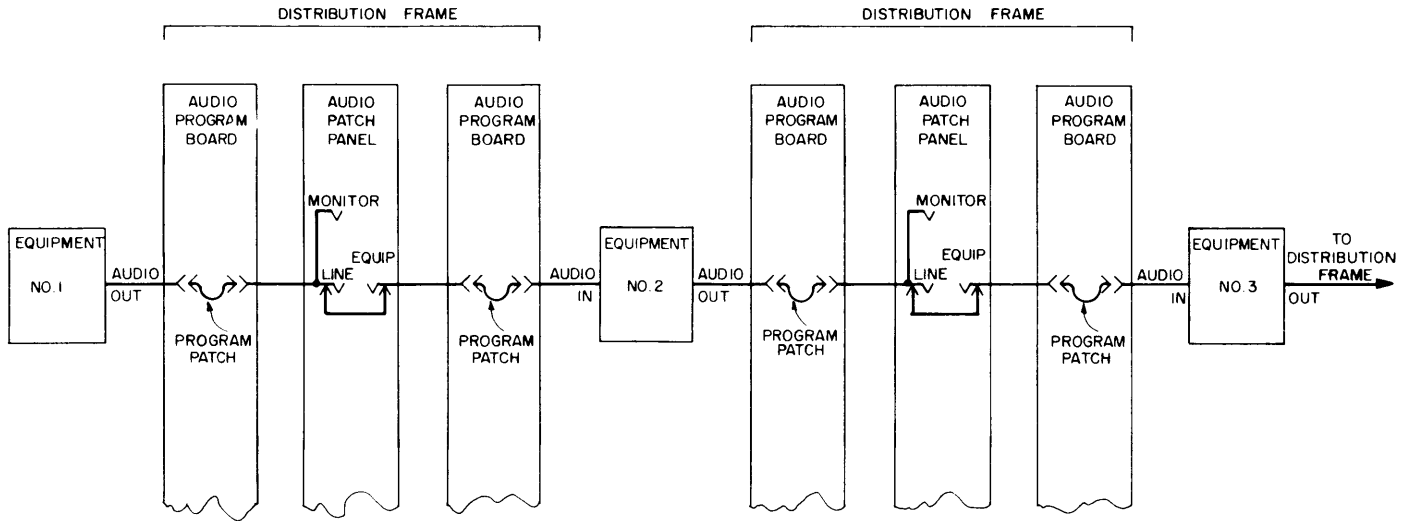 DISTRIBUTION FRAME
DISTRIBUTION FRAME
AUDIO
PROGRAM
BOARD
AUDIO
PATCH
PANEL
AUDIO
PROGRAM
BOARD
AUDIO
PROGRAM
BOARD
AUDIO
PATCH
PANEL
AUDIO
PROGRAM
BOARD
MONITOR
MONITOR
EQUIPMENT
NO. 1
AUDIO
OUT
PROGRAM
PATCH
LINE
EQUIP
PROGRAM
PATCH
AUDIO
IN
EQUIPMENT
NO. 2
AUDIO
OUT
PROGRAM
PATCH
LINE
EQUIP
PROGRAM
PATCH
AUDIO
IN
EQUIPMENT
NO. 3
OUT
TO
DISTRIBUTION
FRAME